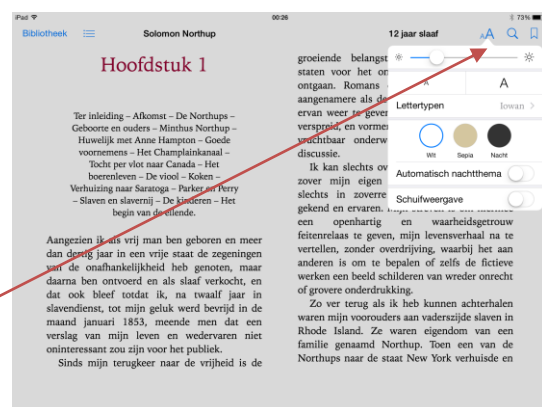 iPad
00:26
73%
Bibliotheek
Solomon Northup
12 jaar slaaf
AA
Hoofdstuk 1
Ter inleiding – Afkomst – De Northups –
Geboorte en ouders – Minthus Northup –
Huwelijk met Anne Hampton – Goede
voornemens – Het Champlainkanaal –
Tocht per vlot naar Canada – Het
boerenleven – De viool – Koken –
Verhuizing naar Saratoga – Parker en Perry
– Slaven en slavernij – De kinderen – Het
begin van de ellende.
Aangezien ik als vrij man ben geboren en meer
dan dertig jaar in een vrije staat de zegeningen
van de onafhankelijkheid heb genoten, maar
daarna ben ontvoerd en als slaaf verkocht, en
dat ook bleef totdat ik, na twaalf jaar in
slavendienst, tot mijn geluk werd bevrijd in de
maand januari 1853, meende men dat een
verslag van mijn leven en wedervaren niet
oninteressant zou zijn voor het publiek.
Sinds mijn terugkeer naar de vrijheid is de
groeiende belangst
staten voor het on
ontgaan. Romans
aangenamere als de
ervan weer te geven
verspreid, en vormen
vruchtbaar onderw
discussie.
Ik kan slechts ov
zover mijn eigen
slechts in zoverre
gekend en ervaren.
een openhartig en waarheidsgetrouw
feitenrelaas te geven, mijn levensverhaal na te
vertellen, zonder overdrijving, waarbij het aan
anderen is om te bepalen of zelfs de fictieve
werken een beeld schilderen van wreder onrecht
of grovere onderdrukking.
Zo ver terug als ik heb kunnen achterhalen
waren mijn voorouders aan vaderszijde slaven in
Rhode Island. Ze waren eigendom van een
familie genaamd Northup. Toen een van de
Northups naar de staat New York verhuisde en
A A
Lettertypen Iowan >
Wit Sepia Nacht
Automatisch nachtthema
Schuifweergave